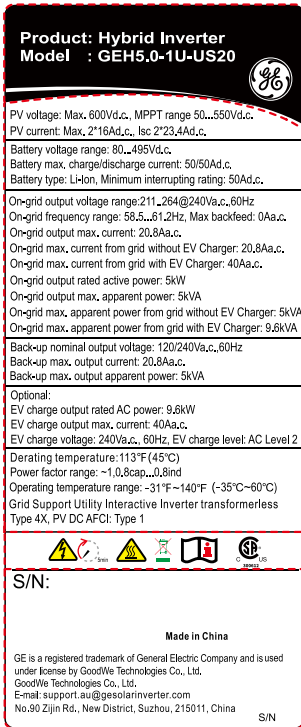 Product: Hybrid Inverter
Model : GEH5.0-1U-US20
GE
PV voltage: Max. 600Vd.c., MPPT range 50...550Vd.c.
PV current: Max. 2*16Ad.c., Isc 2*23.4Ad.c.
Battery voltage range: 80...495Vd.c.
Battery max. charge/discharge current: 50/50Ad.c.
Battery type: Li-Ion, Minimum interrupting rating: 50Ad.c.
On-grid output voltage range:211..264@240Va.c.,60Hz
On-grid frequency range: 58.5...61.2Hz, Max backfeed: 0Aa.c.
On-grid output max. current: 20.8Aa.c.
On-grid max. current from grid without EV Charger: 20.8Aa.c.
On-grid max. current from grid with EV Charger: 40Aa.c.
On-grid output rated active power: 5kW
On-grid output max. apparent power: 5kVA
On-grid max. apparent power from grid without EV Charger: 5kVA
On-grid max. apparent power from grid with EV Charger: 9.6kVA
Back-up nominal output voltage: 120/240Va.c.,60Hz
Back-up max. output current: 20.8Aa.c.
Back-up max. output apparent power: 5kVA
Optional:
EV charge output rated AC power: 9.6kW
EV charge output max. current: 40Aa.c.
EV charge voltage: 240Va.c., 60Hz, EV charge level: AC Level 2
Derating temperature:113°F(45°C)
Power factor range: ~1,0.8cap...0.8ind
Operating temperature range: -31°F~140°F (-35°C~60°C)
Grid Support Utility Interactive Inverter transformerless
Type 4X, PV DC AFCI: Type 1
5min
C US
S/N:
Made in China
GE is a registered trademark of General Electric Company and is used
under license by GoodWe Technologies Co., Ltd.
GoodWe Technologies Co., Ltd.
E-mail: support.au@gesolarinverter.com
No.90 Zijin Rd., New District, Suzhou, 215011, China
S/N